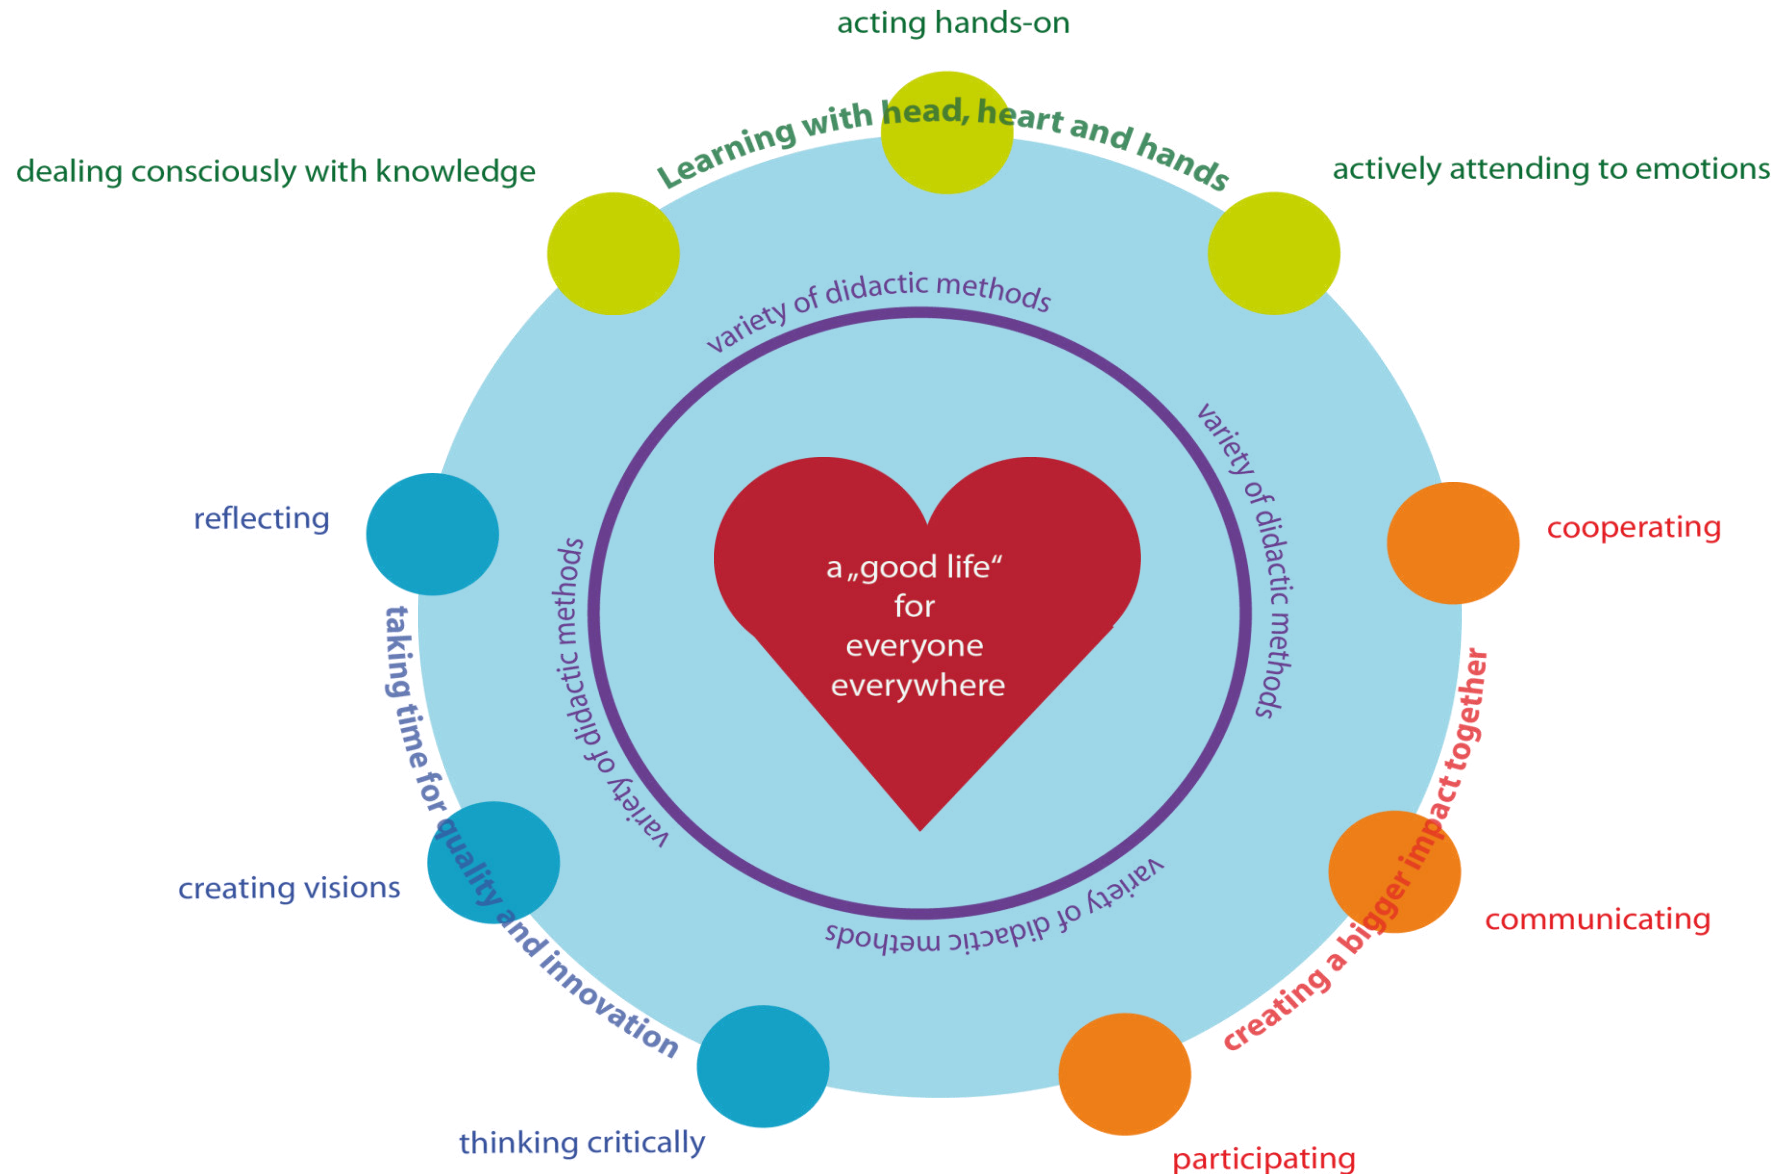 acting hands-on
Learning with head, heart and hands
dealing consciously with knowledge
actively attending to emotions
variety of didactic methods
variety of didactic methods
reflecting
cooperating
a „good life“
for
everyone
everywhere
variety of didactic methods
taking time for quality and innovation
creating a bigger impact together
creating visions
communicating
variety of didactic methods
thinking critically
participating